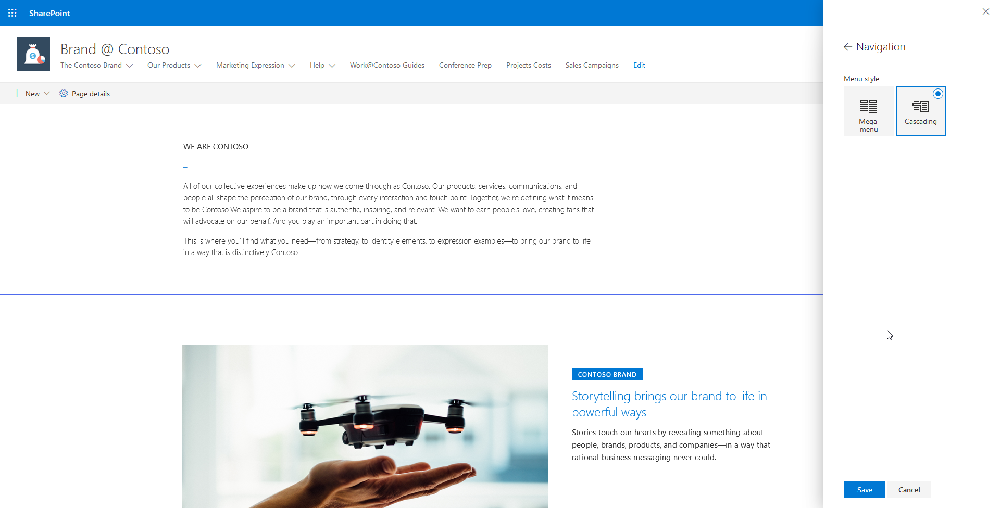 SharePoint
Brand @ Contoso
The Contoso Brand Our Products Marketing Expression Help Work@Contoso Guides Conference Prep Projects Costs Sales Campaigns Edit
New Page details
WE ARE CONTOSO
All of our collective experiences make up how we come through as Contoso. Our products, services, communications, and
people all shape the perception of our brand, through every interaction and touch point. Together, we’re defining what it means
to be Contoso.We aspire to be a brand that is authentic, inspiring, and relevant. We want to earn people’s love, creating fans that
will advocate on our behalf. And you play an important part in doing that.
This is where you’ll find what you need—from strategy, to identity elements, to expression examples—to bring our brand to life
in a way that is distinctively Contoso.
CONTOSO BRAND
Storytelling brings our brand to life in
powerful ways
Stories touch our hearts by revealing something about
people, brands, products, and companies—in a way that
rational business messaging never could.
Navigation
Menu style
Mega
menu
Cascading
Save Cancel